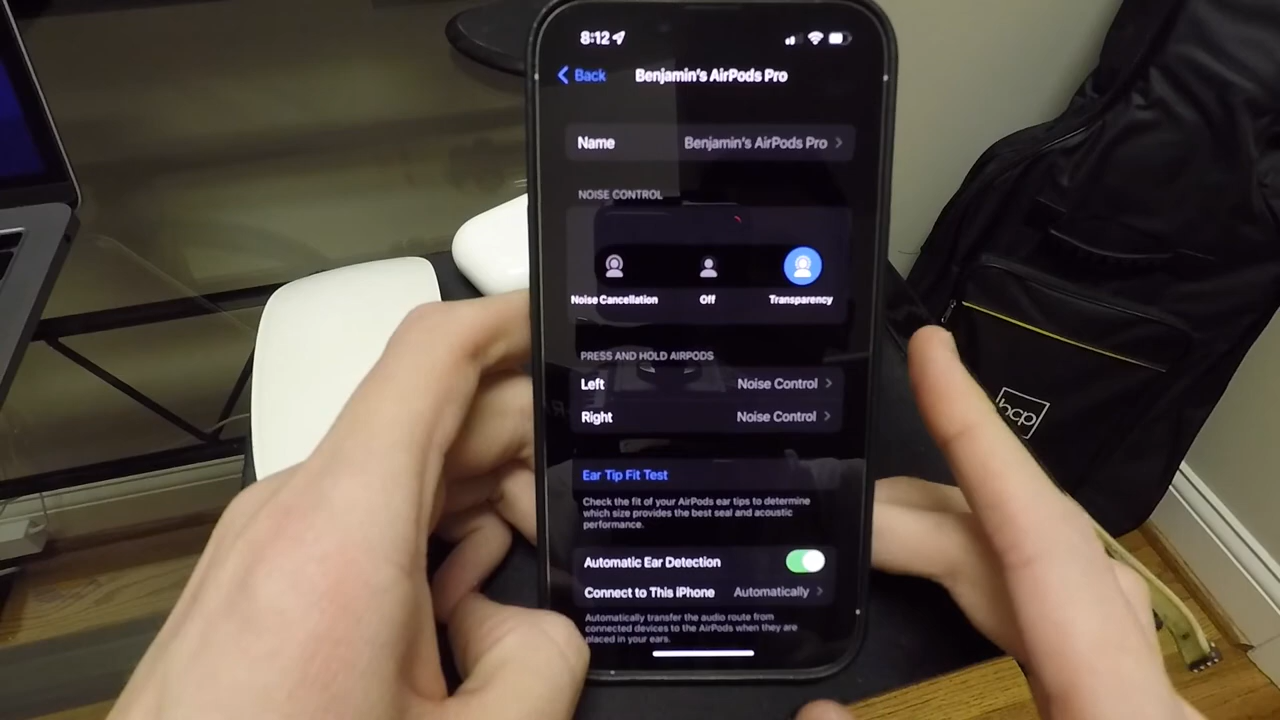 8:12
Back
Benjamin's AirPods Pro
Name
Benjamin's AirPods Pro
NOISE CONTROL
Noise Cancellation
Off
Transparency
PRESS AND HOLD AIRPODS
Left
Noise Control
Right
Noise Control
Ear Tip Fit Test
Check the fit of your AirPods ear tips to determine
which size provides the best seal and acoustic
performance.
Automatic Ear Detection
Connect to This iPhone
Automatically
Automatically transfer the audio route from
connected devices to the AirPods when they are
placed in your ears.
hcp